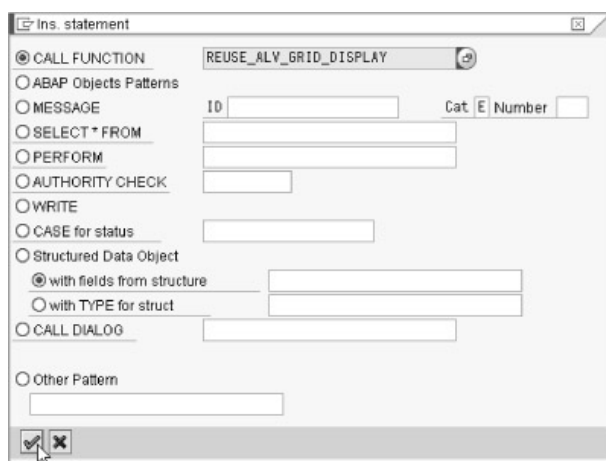 Ins. statement
CALL FUNCTION REUSE_ALV_GRID_DISPLAY
ABAP Objects Patterns
MESSAGE ID Cat E Number
SELECT * FROM
PERFORM
AUTHORITY CHECK
WRITE
CASE for status
Structured Data Object
with fields from structure
with TYPE for struct
CALL DIALOG
Other Pattern